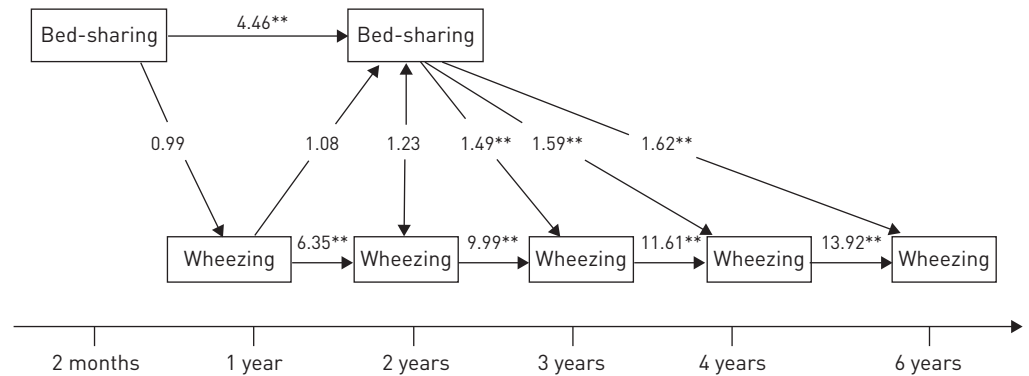 Bed-sharing
4.46**
Bed-sharing
0.99
1.08
1.23
1.49**
1.59**
1.62**
Wheezing
6.35**
Wheezing
9.99**
Wheezing
11.61**
Wheezing
13.92**
Wheezing
2 months
1 year
2 years
3 years
4 years
6 years